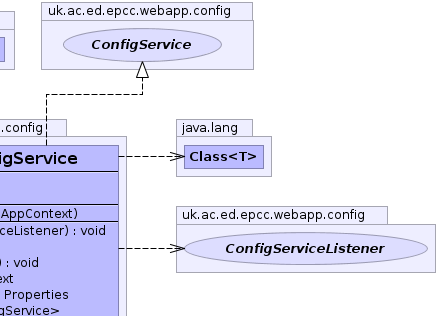 uk.ac.ed.epcc.webapp.config
ConfigService
.config
java.lang
igService
Class<T>
AppContext)
ceListener) : void
) : void
ext
Properties
gService>
uk.ac.ed.epcc.webapp.config
ConfigServiceListener